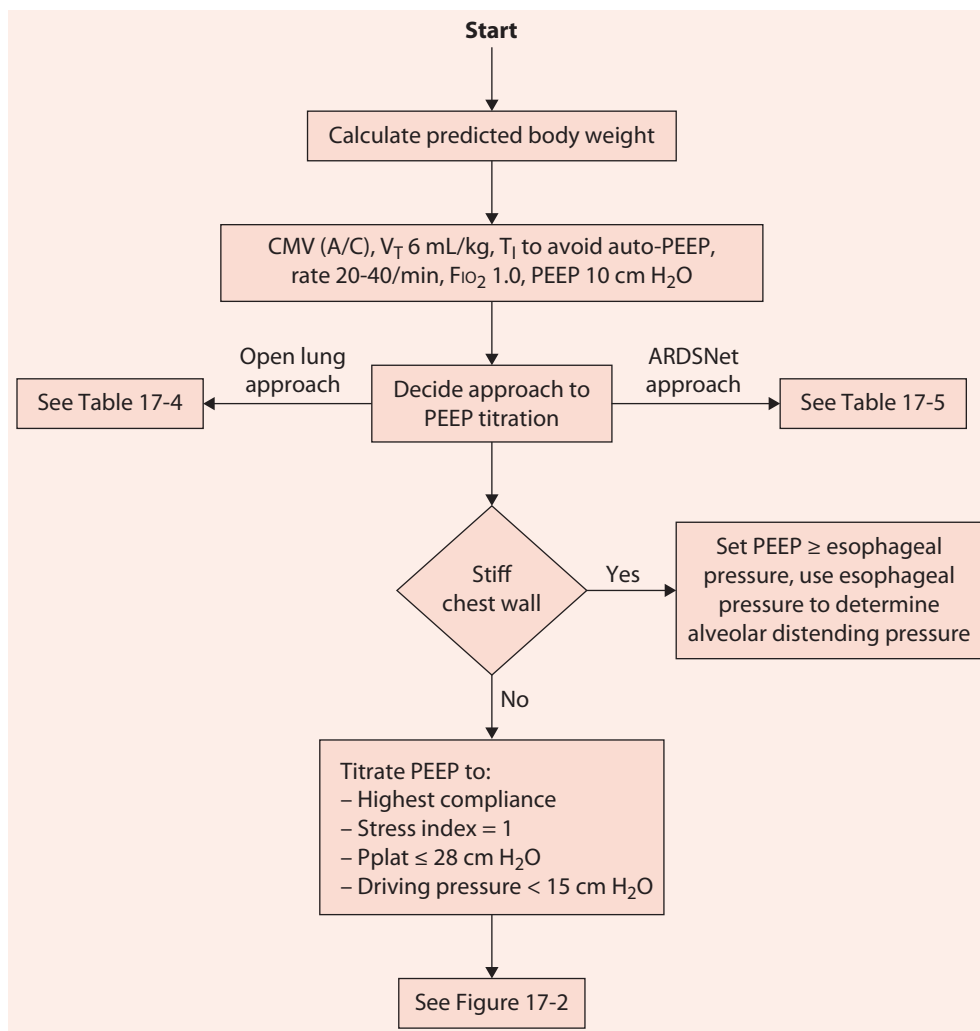 Start
Calculate predicted body weight
CMV (A/C), V_T 6 mL/kg, T_I to avoid auto-PEEP,
rate 20-40/min, FIO₂ 1.0, PEEP 10 cm H₂O
Open lung
approach
ARDSNet
approach
See Table 17-4
Decide approach to
PEEP titration
See Table 17-5
Stiff
chest wall
Yes
Set PEEP ≥ esophageal
pressure, use esophageal
pressure to determine
alveolar distending pressure
No
Titrate PEEP to:
– Highest compliance
– Stress index = 1
– Pplat ≤ 28 cm H₂O
– Driving pressure < 15 cm H₂O
See Figure 17-2